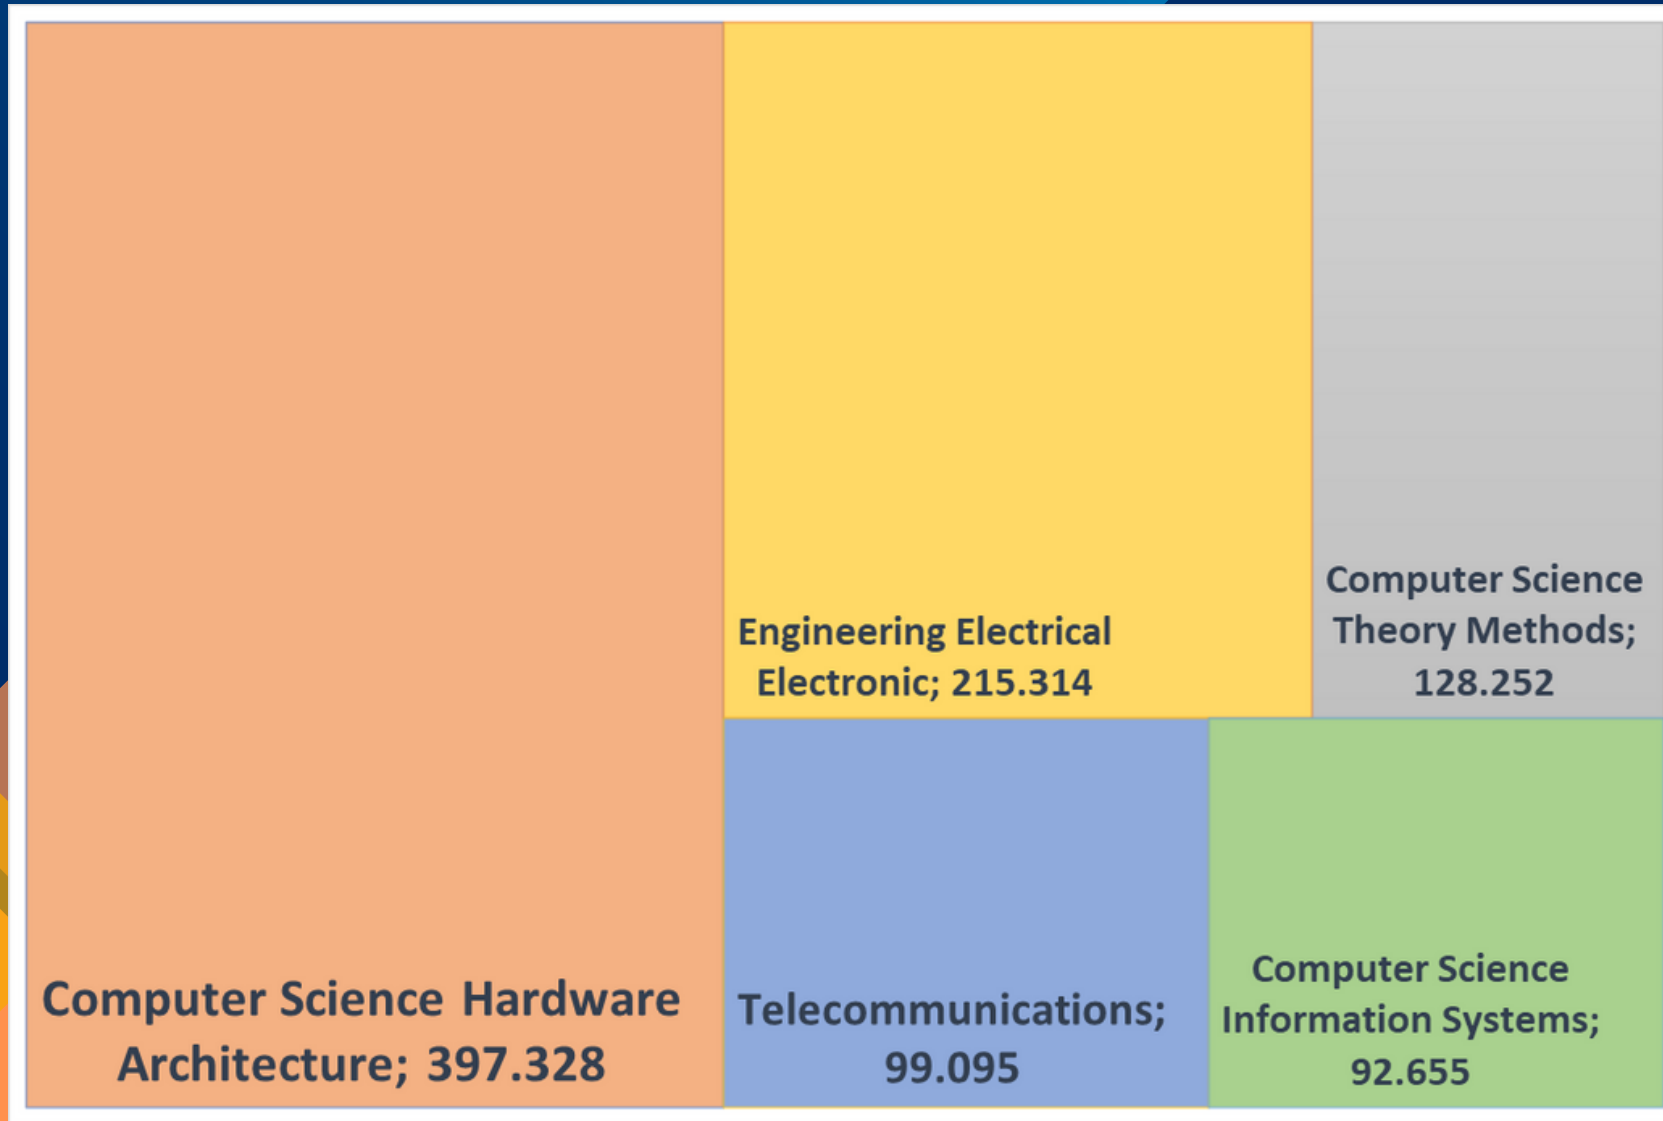 Computer Science Hardware
Architecture; 397.328
Engineering Electrical
Electronic; 215.314
Computer Science
Theory Methods;
128.252
Telecommunications;
99.095
Computer Science
Information Systems;
92.655